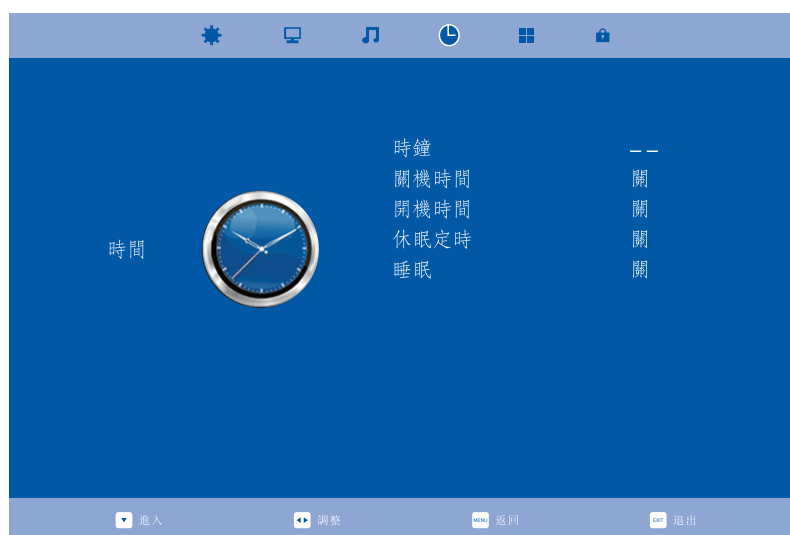 時鐘 – –
關機時間 關
開機時間 關
時間
休眠定時 關
睡眠 關
進入 調整 MENU 返回 EXIT 退出